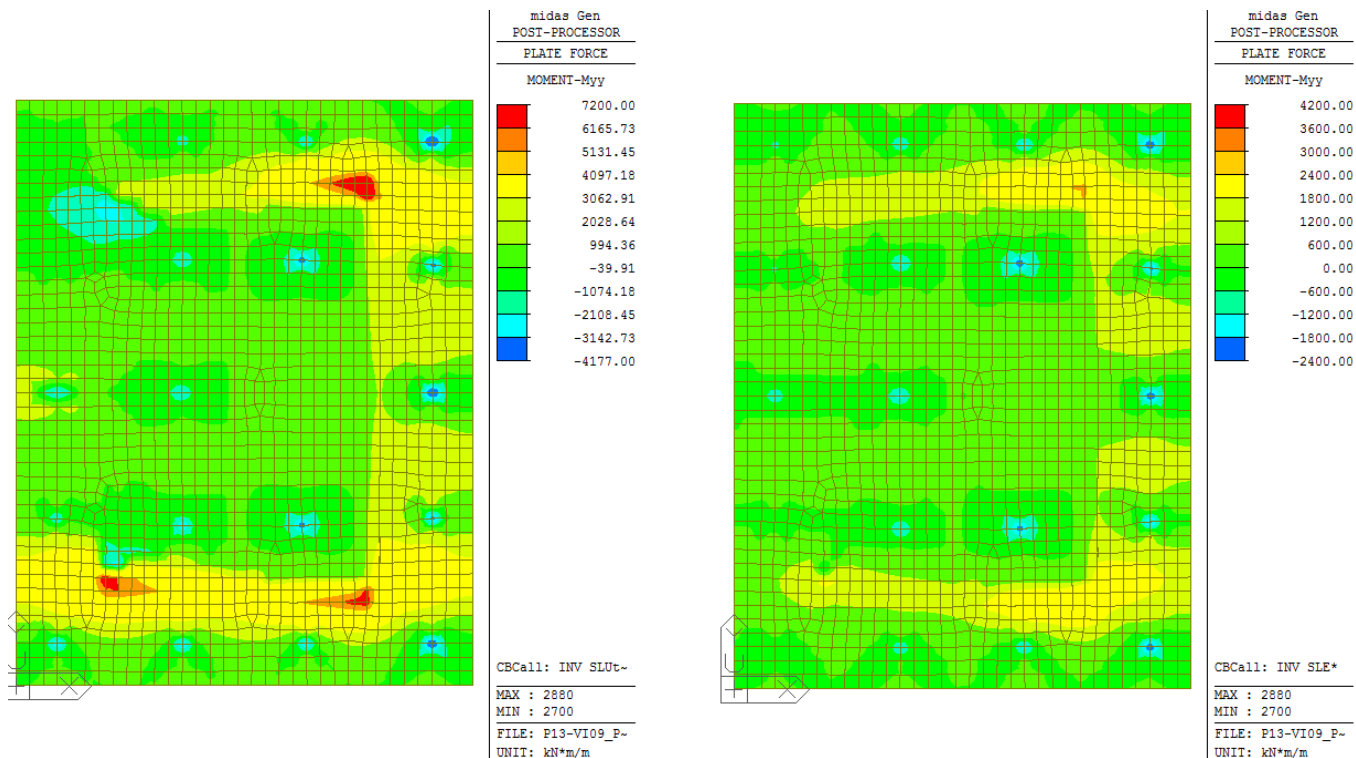 midas Gen
POST-PROCESSOR
PLATE FORCE
MOMENT-Myy
7200.00
6165.73
5131.45
4097.18
3062.91
2028.64
994.36
-39.91
-1074.18
-2108.45
-3142.73
-4177.00
CBCall: INV SLUt~
MAX : 2880
MIN : 2700
FILE: P13-VI09_P~
UNIT: kN*m/m
midas Gen
POST-PROCESSOR
PLATE FORCE
MOMENT-Myy
4200.00
3600.00
3000.00
2400.00
1800.00
1200.00
600.00
0.00
-600.00
-1200.00
-1800.00
-2400.00
CBCall: INV SLE*
MAX : 2880
MIN : 2700
FILE: P13-VI09_P~
UNIT: kN*m/m